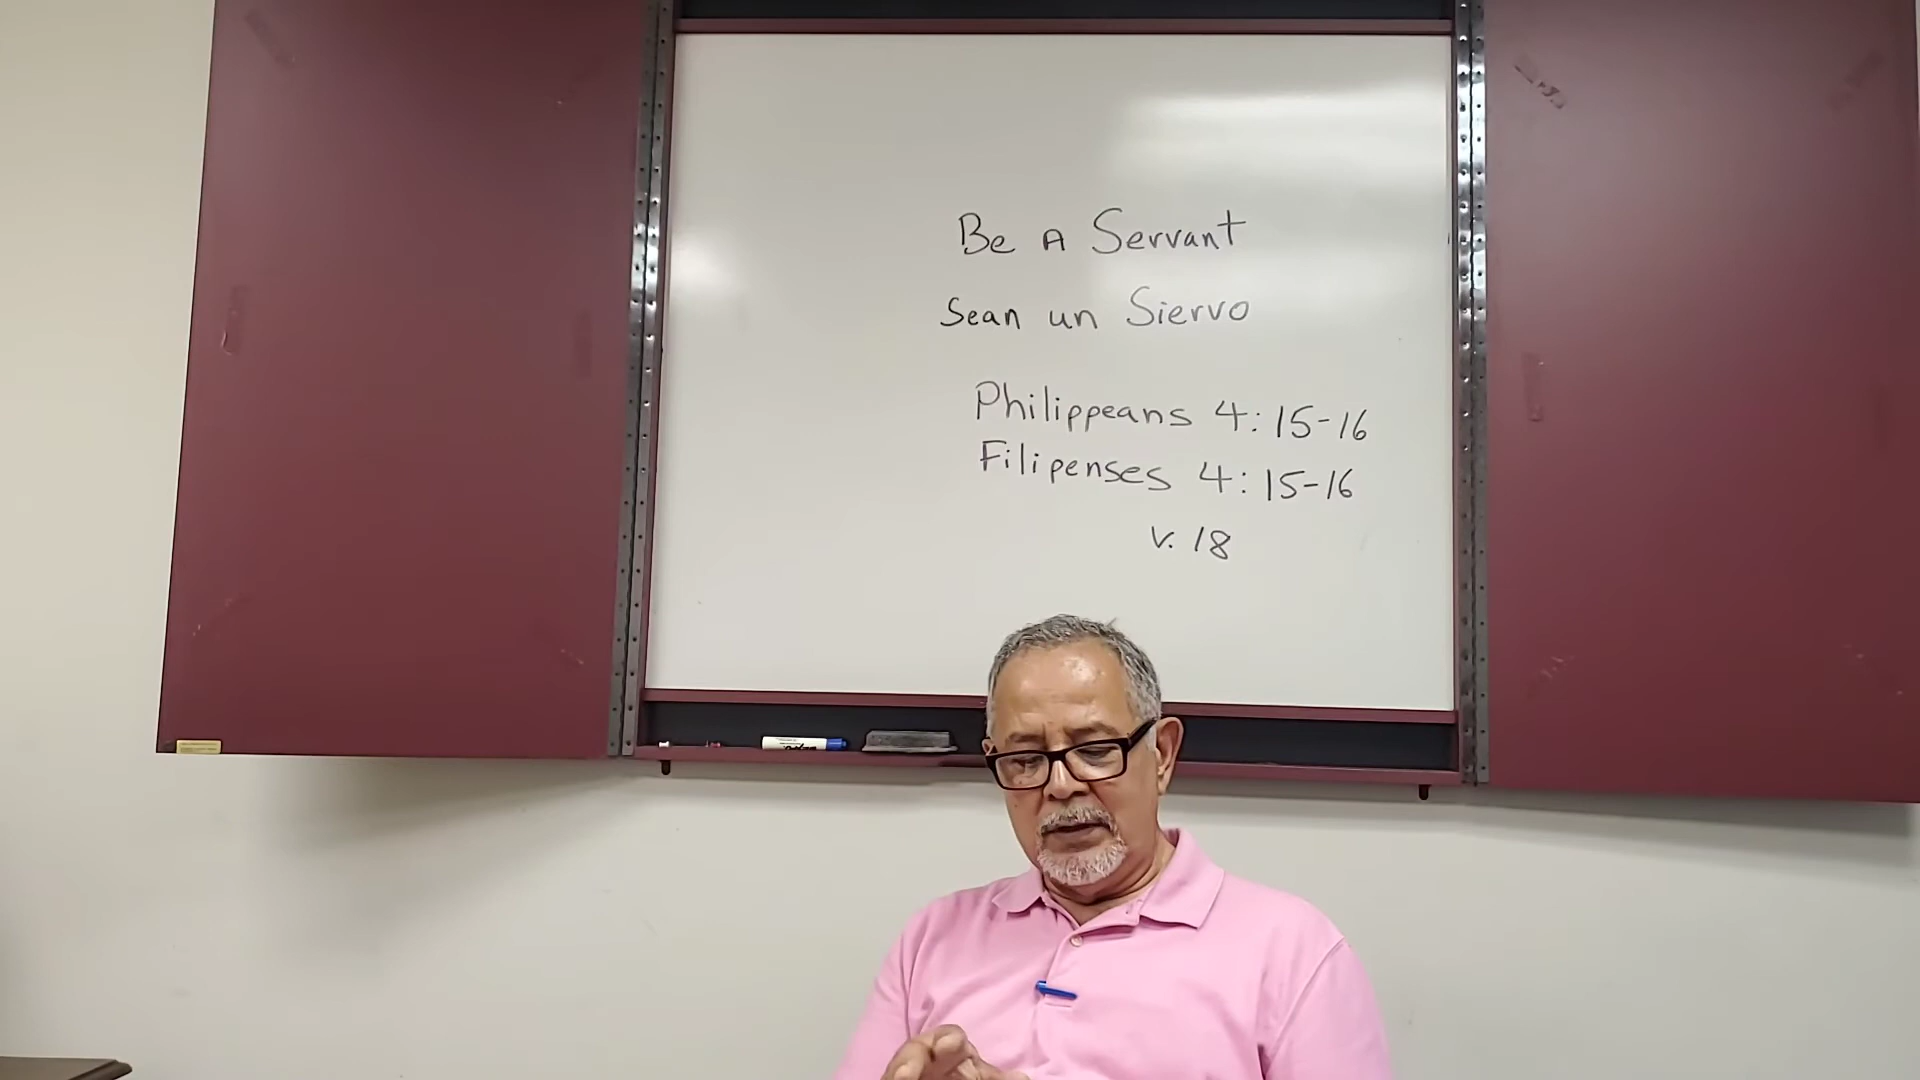 Be A Servant
Sean un Siervo
Philippeans 4:15-16
Filipenses 4:15-16
v. 18